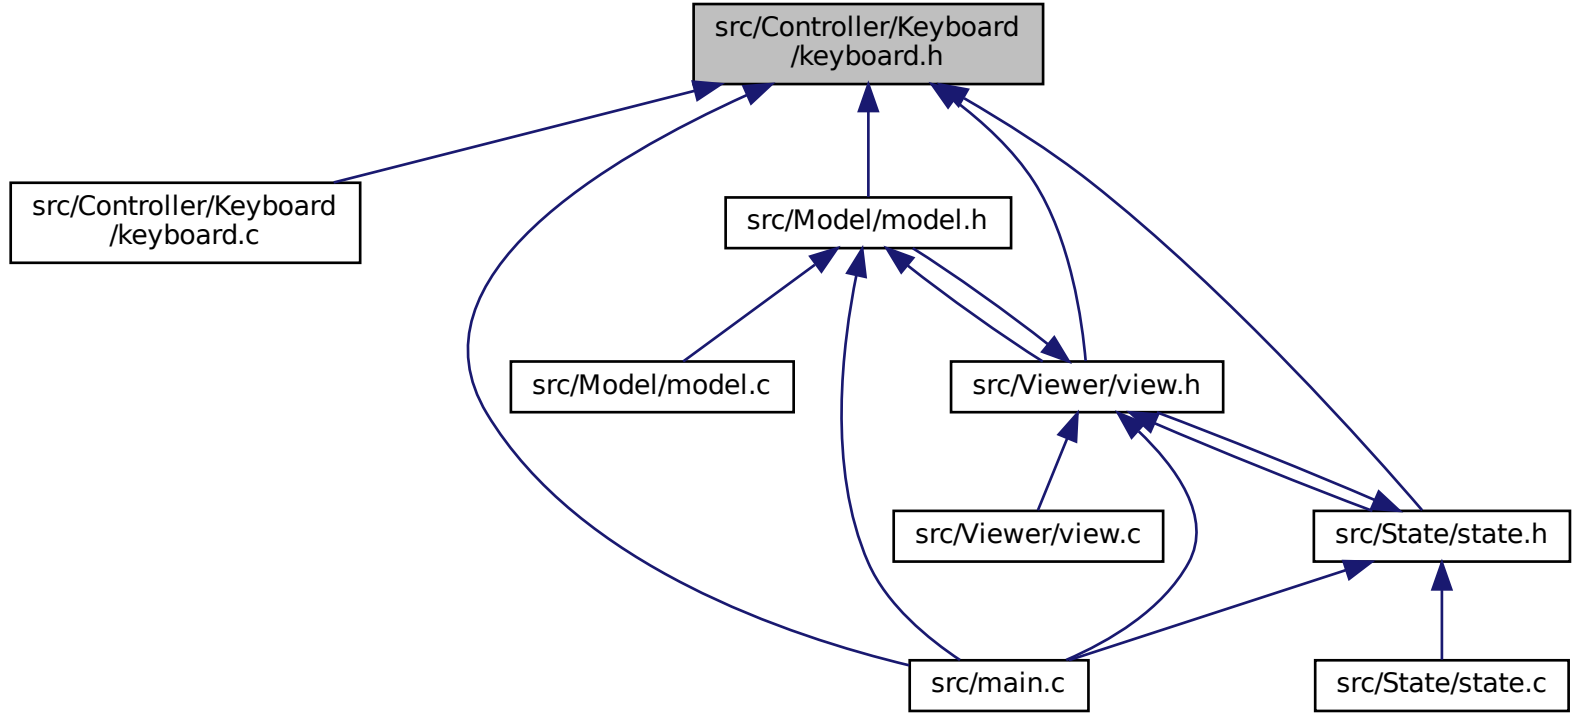 src/Controller/Keyboard
/keyboard.h
src/Controller/Keyboard
/keyboard.c
src/Model/model.h
src/Model/model.c
src/Viewer/view.h
src/Viewer/view.c
src/State/state.h
src/main.c
src/State/state.c